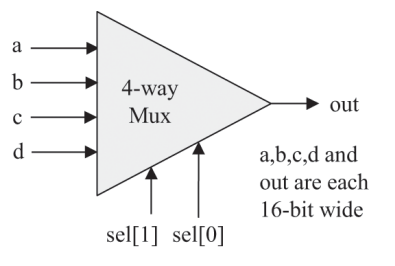 a
b
c
d
4-way
Mux
out
a,b,c,d and
out are each
16-bit wide
sel[1] sel[0]